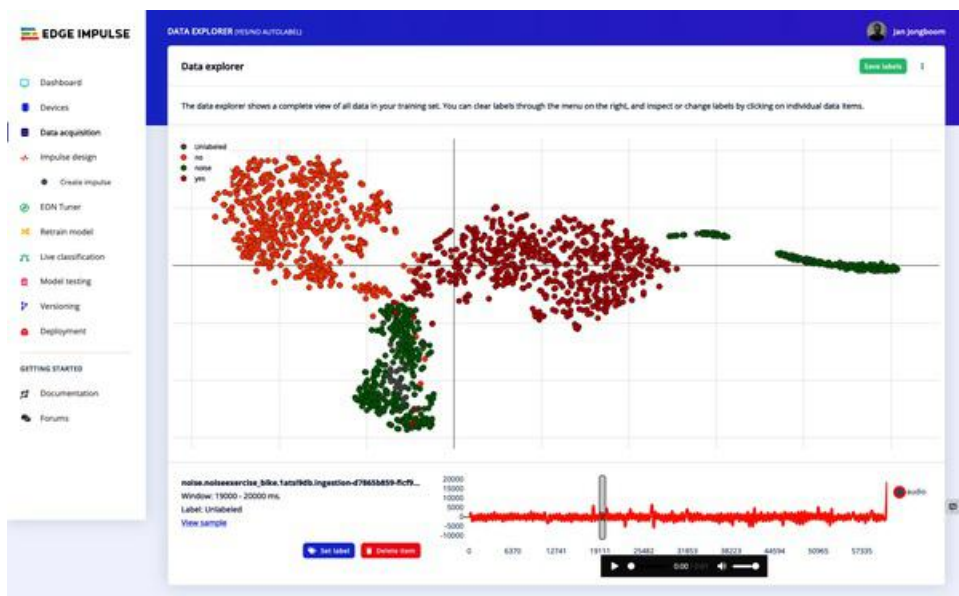 EDGE IMPULSE
Dashboard
Devices
Data acquisition
Impulse design
Create impulse
EON Tuner
Retrain model
Live classification
Model testing
Versioning
Deployment
GETTING STARTED
Documentation
Forums
DATA EXPLORER (YES/NO AUTOLABEL)
Jan Jongboom
Data explorer
Save labels
The data explorer shows a complete view of all data in your training set. You can clear labels through the menu on the right, and inspect or change labels by clicking on individual data items.
Unlabeled
no
noise
yes
Window: 19000 - 20000 ms.
Label: Unlabeled
View sample
Set label
Delete item
20000
15000
10000
5000
0
-5000
-10000
0 6370 12741 19111 25482 31853 38223 44594 50965 57335
audio
0:00